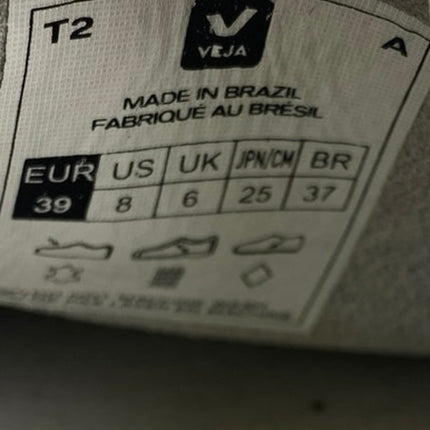 T2
A
VEJA
MADE IN BRAZIL
FABRIQUÉ AU BRÉSIL
EUR US UK JPN/CM BR
39 8 6 25 37